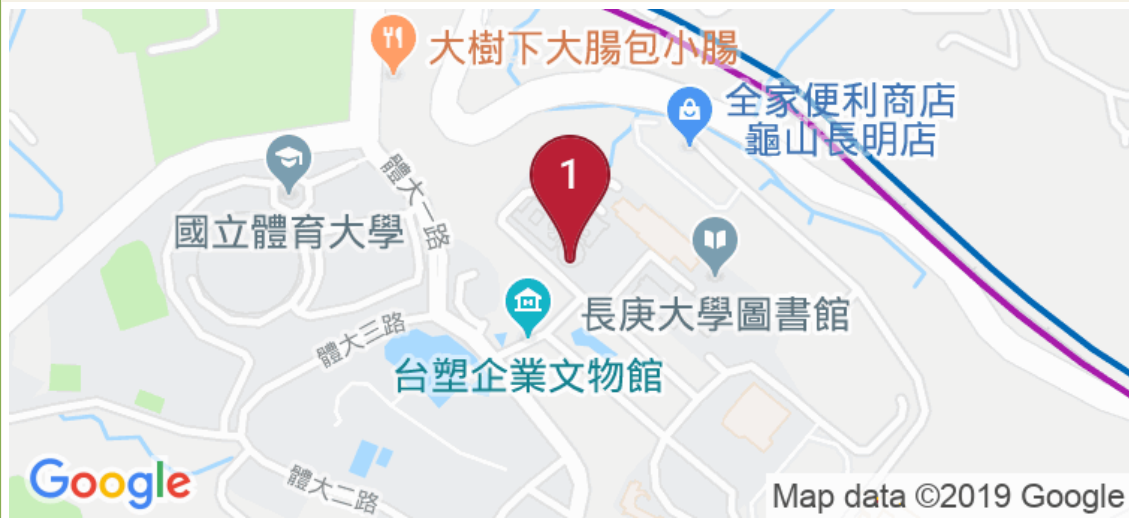 大樹下大腸包小腸
全家便利商店
龜山長明店
1
體大一路
國立體育大學
長庚大學圖書館
體大三路
台塑企業文物館
體大二路
Google
Map data ©2019 Google